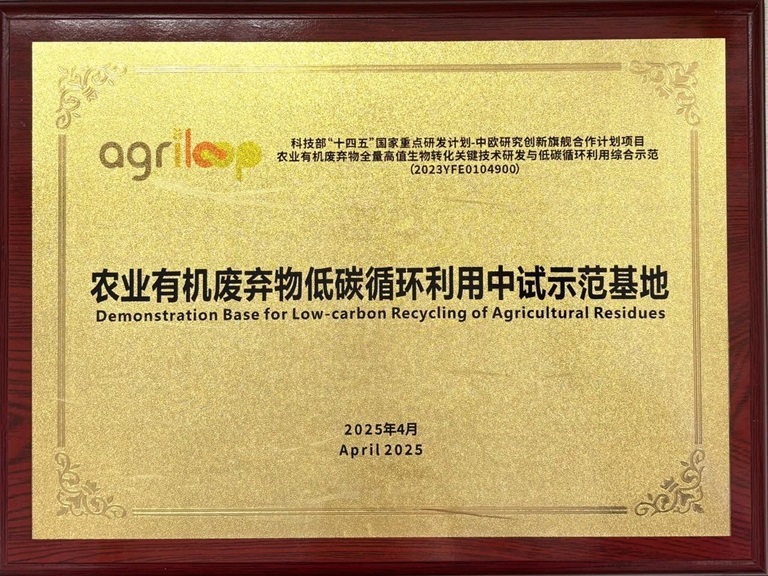 agriloop
科技部“十四五”国家重点研发计划-中欧研究创新旗舰合作计划项目
农业有机废弃物全量高值生物转化关键技术研发与低碳循环利用综合示范
(2023YFE0104900)
农业有机废弃物低碳循环利用中试示范基地
Demonstration Base for Low-carbon Recycling of Agricultural Residues
2025年4月
April 2025